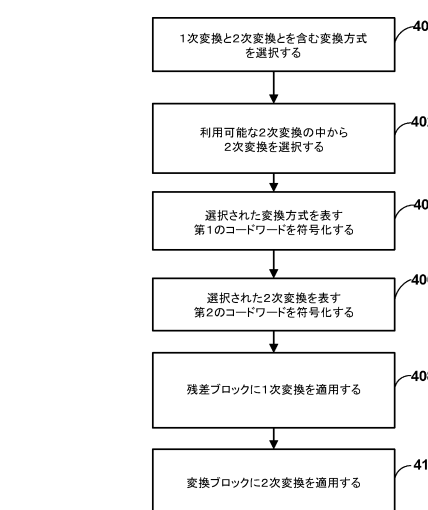 1次変換と2次変換とを含む変換方式
を選択する
利用可能な2次変換の中から
2次変換を選択する
選択された変換方式を表す
第1のコードワードを符号化する
選択された2次変換を表す
第2のコードワードを符号化する
残差ブロックに1次変換を適用する
408
変換ブロックに2次変換を適用する